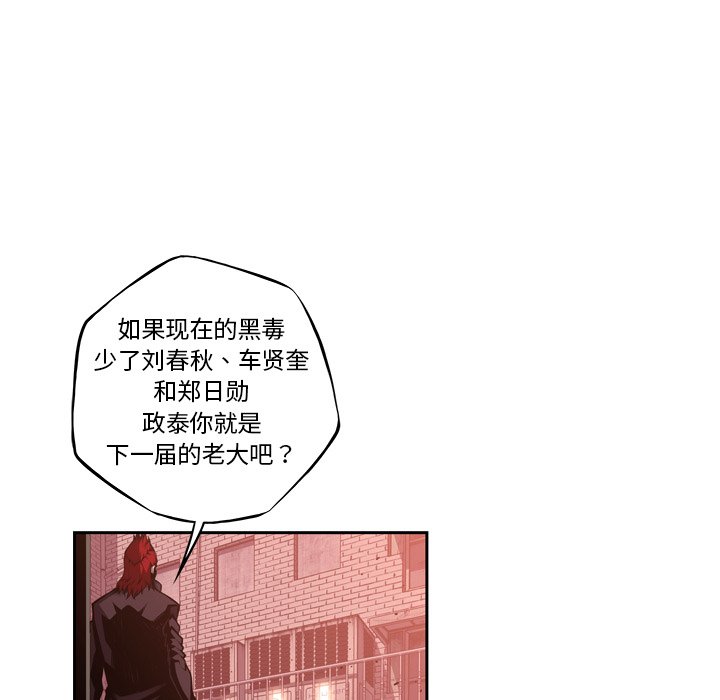 如果现在的黑毒
少了刘春秋、车贤奎
和郑日勋
政泰你就是
下一届的老大吧？